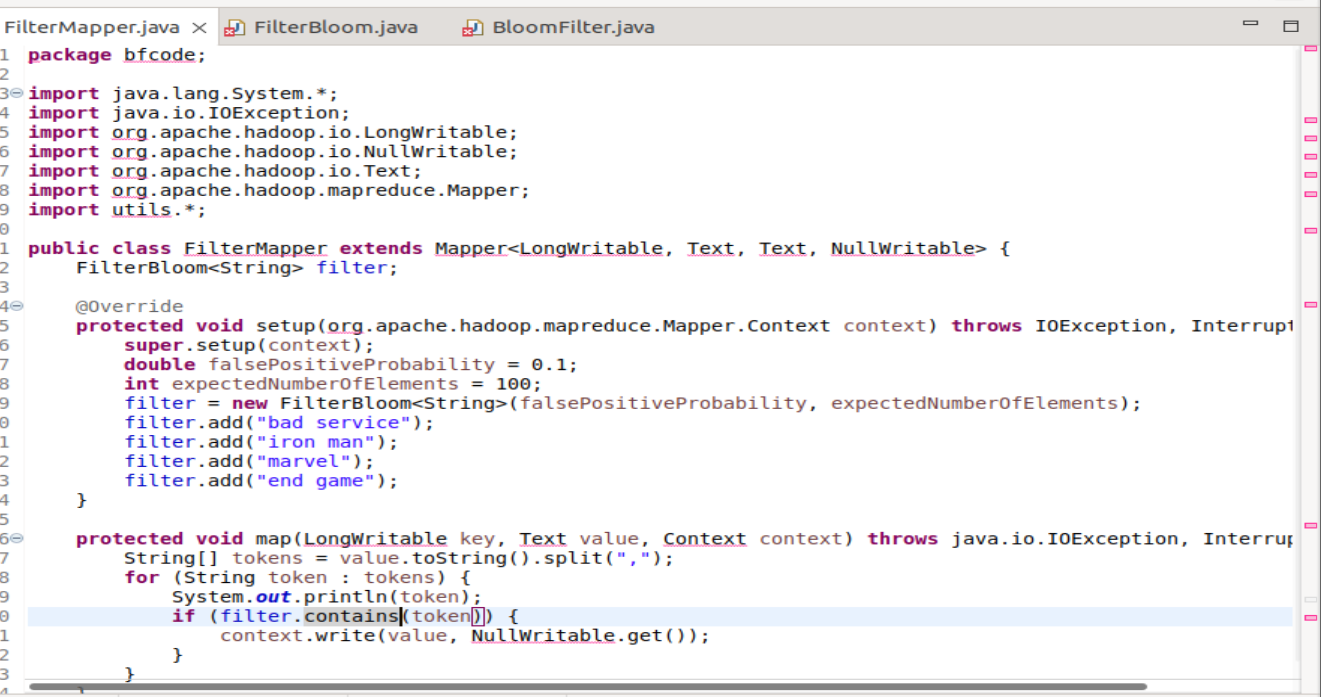 FilterMapper.java × FilterBloom.java BloomFilter.java
1 package bfcode;
2
3 import java.lang.System.*;
4 import java.io.IOException;
5 import org.apache.hadoop.io.LongWritable;
6 import org.apache.hadoop.io.NullWritable;
7 import org.apache.hadoop.io.Text;
8 import org.apache.hadoop.mapreduce.Mapper;
9 import utils.*;
0
1 public class FilterMapper extends Mapper<LongWritable, Text, Text, NullWritable> {
2 FilterBloom<String> filter;
3
4 @Override
5 protected void setup(org.apache.hadoop.mapreduce.Mapper.Context context) throws IOException, Interrupt
6 super.setup(context);
7 double falsePositiveProbability = 0.1;
8 int expectedNumberOfElements = 100;
9 filter = new FilterBloom<String>(falsePositiveProbability, expectedNumberOfElements);
0 filter.add("bad service");
1 filter.add("iron man");
2 filter.add("marvel");
3 filter.add("end game");
4 }
5
6 protected void map(LongWritable key, Text value, Context context) throws java.io.IOException, Interrup
7 String[] tokens = value.toString().split(",");
8 for (String token : tokens) {
9 System.out.println(token);
0 if (filter.contains(token)) {
1 context.write(value, NullWritable.get());
2 }
3 }